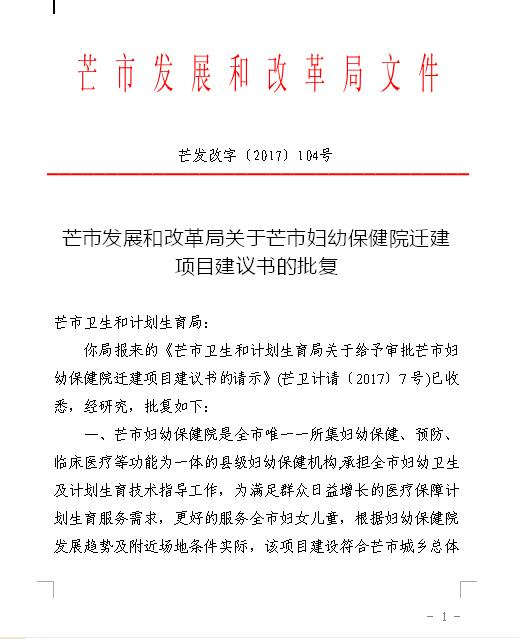 芒市发展和改革局文件
芒发改字〔2017〕104号
芒市发展和改革局关于芒市妇幼保健院迁建
项目建议书的批复
芒市卫生和计划生育局：
你局报来的《芒市卫生和计划生育局关于给予审批芒市妇
幼保健院迁建项目建议书的请示》(芒卫计请〔2017〕7号)已收
悉，经研究，批复如下：
一、芒市妇幼保健院是全市唯一一所集妇幼保健、预防、
临床医疗等功能为一体的县级妇幼保健机构,承担全市妇幼卫生
及计划生育技术指导工作，为满足群众日益增长的医疗保障计
划生育服务需求，更好的服务全市妇女儿童，根据妇幼保健院
发展趋势及附近场地条件实际，该项目建设符合芒市城乡总体
- 1